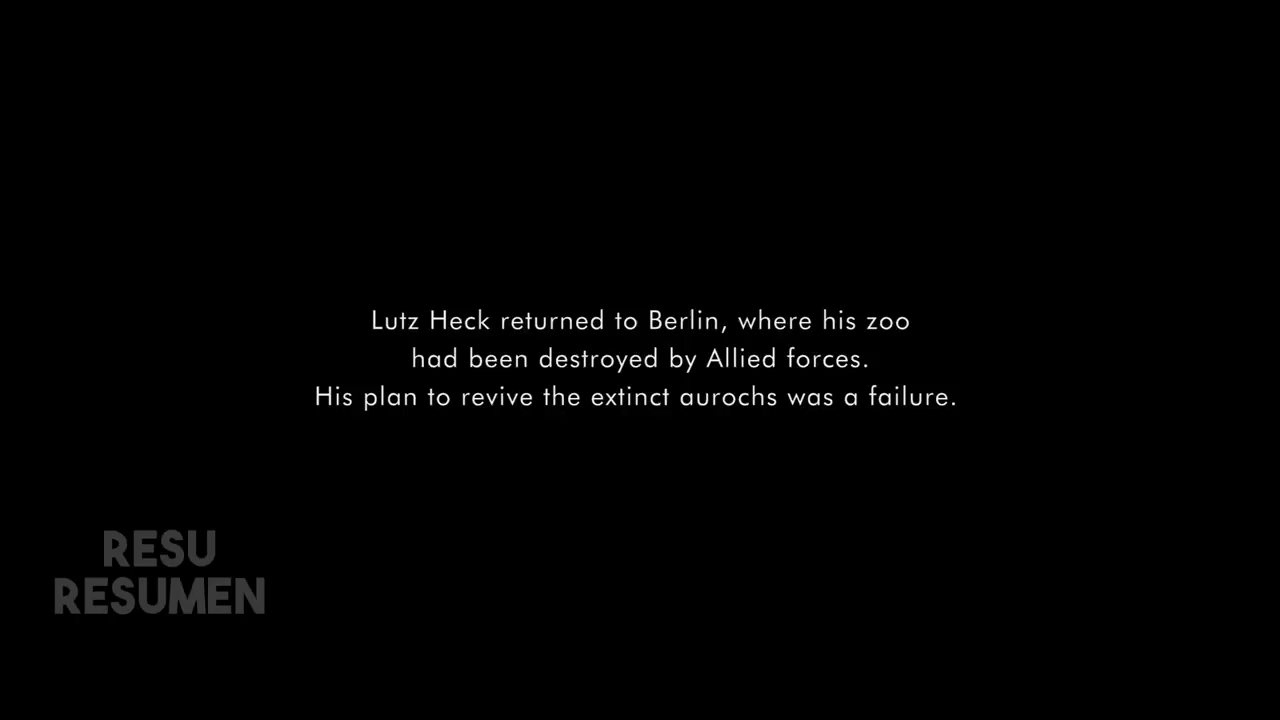 Lutz Heck returned to Berlin, where his zoo
had been destroyed by Allied forces.
His plan to revive the extinct aurochs was a failure.
RESU
RESUMEN